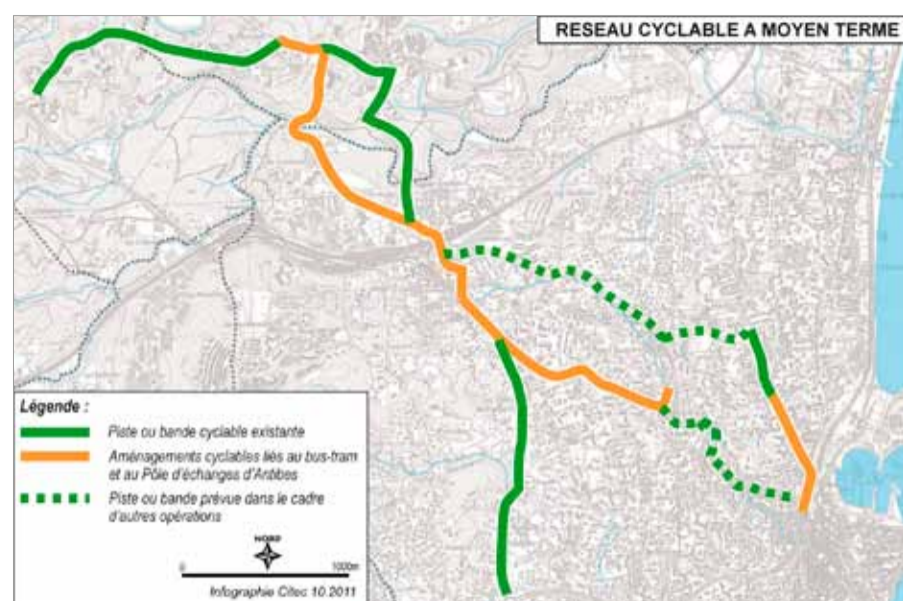 RESEAU CYCLABLE A MOYEN TERME
Légende :
Piste ou bande cyclable existante
Aménagements cyclables liés au bus-tram
et au Pôle d'échanges d'Antibes
Piste ou bande prévue dans le cadre
d'autres opérations
NORD
0 1000m
Infographie Citec 10.2011